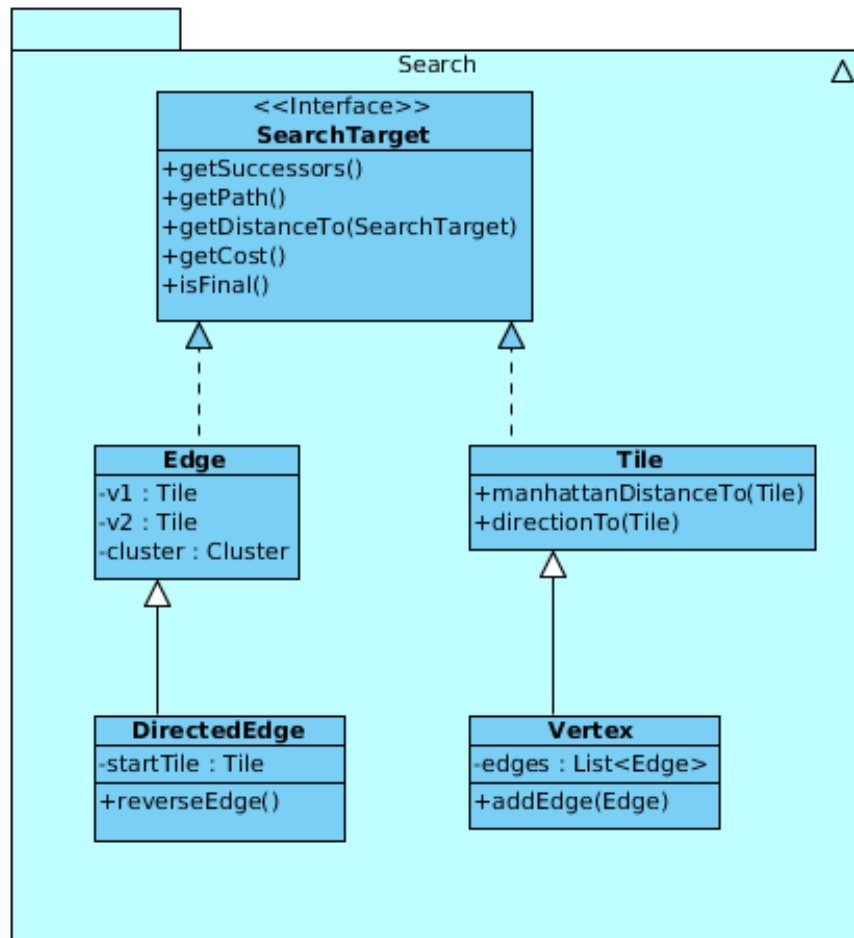 Search
<<Interface>>
SearchTarget
+getSuccessors()
+getPath()
+getDistanceTo(SearchTarget)
+getCost()
+isFinal()
Edge
-v1 : Tile
-v2 : Tile
-cluster : Cluster
Tile
+manhattanDistanceTo(Tile)
+directionTo(Tile)
DirectedEdge
-startTile : Tile
+reverseEdge()
Vertex
-edges : List<Edge>
+addEdge(Edge)